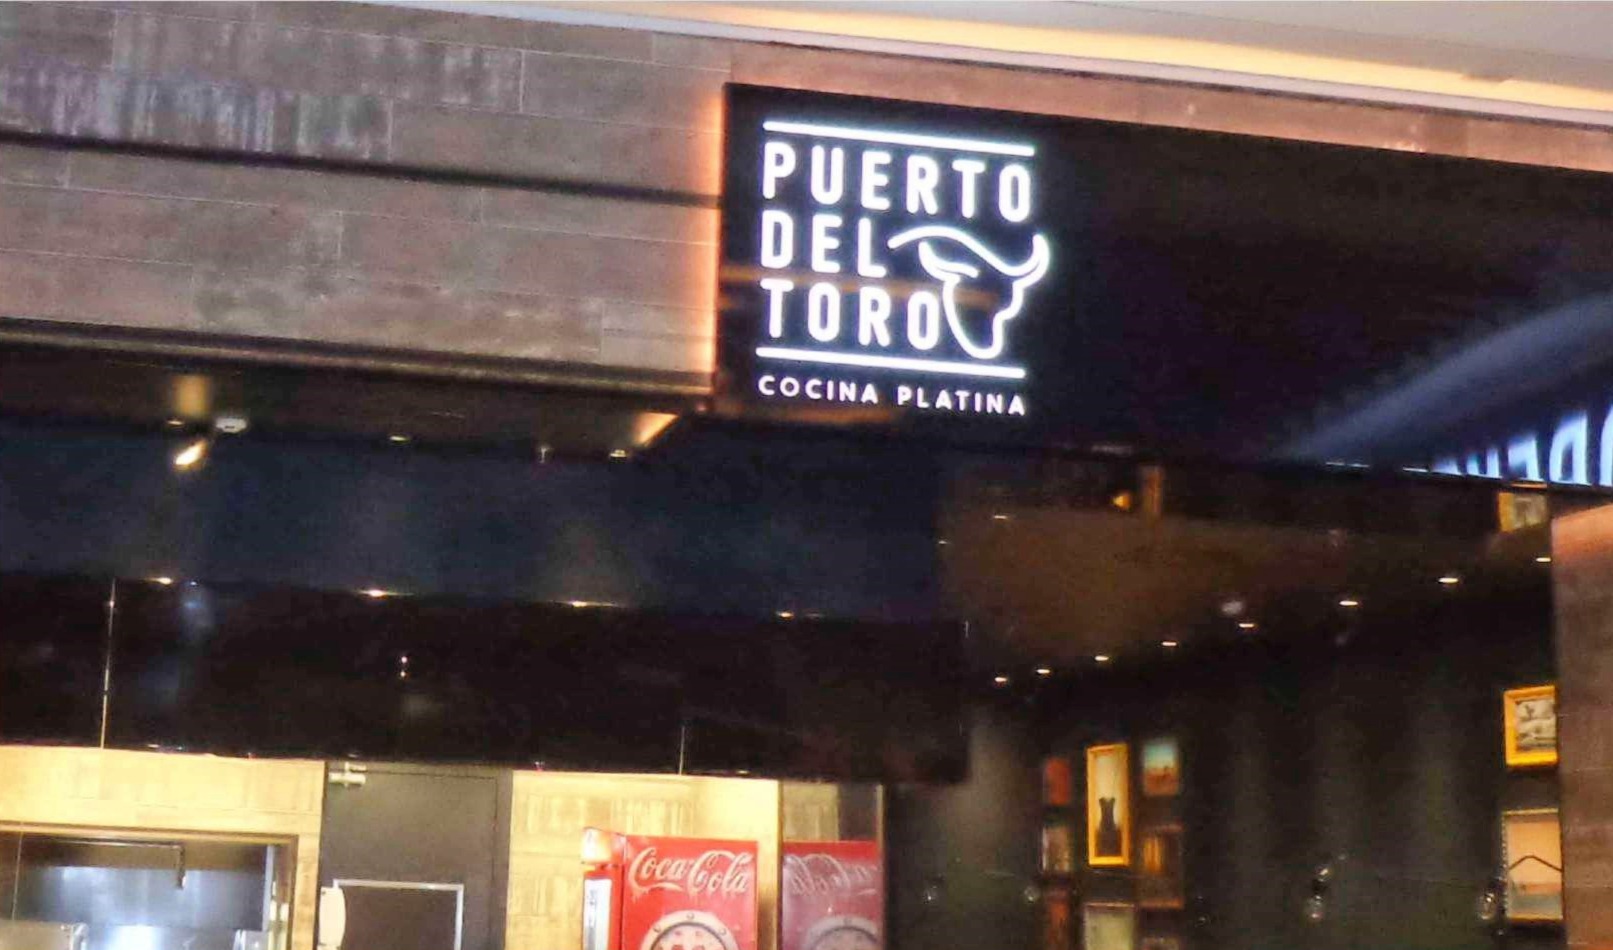 PUERTO
DEL
TORO
COCINA PLATINA
Coca-Cola